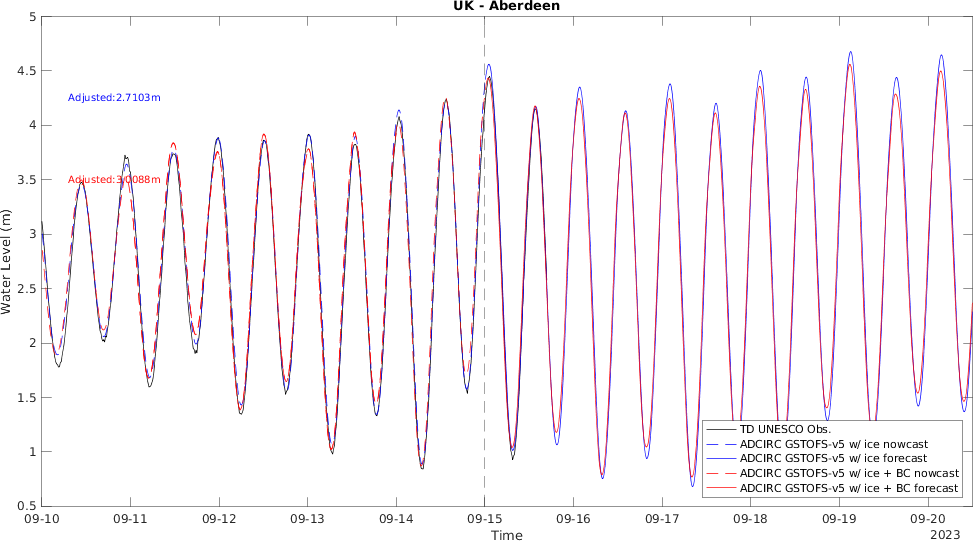 UK - Aberdeen
5
4.5
4
3.5
3
2.5
2
1.5
1
0.5
Water Level (m)
Adjusted:2.7103m
Adjusted:3.0088m
TD UNESCO Obs.
ADCIRC GSTOFS-v5 w/ ice nowcast
ADCIRC GSTOFS-v5 w/ ice forecast
ADCIRC GSTOFS-v5 w/ ice + BC nowcast
ADCIRC GSTOFS-v5 w/ ice + BC forecast
09-10 09-11 09-12 09-13 09-14 09-15 09-16 09-17 09-18 09-19 09-20
Time
2023